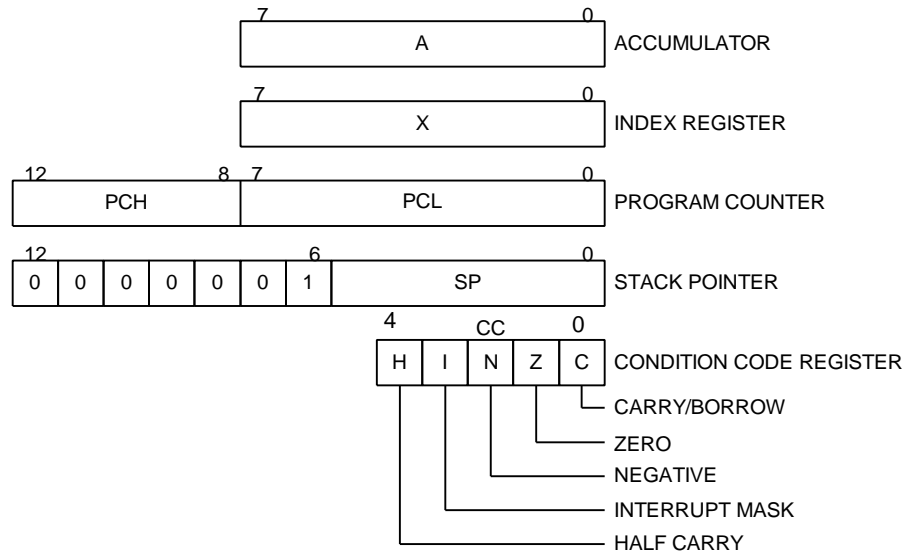 7 0
A ACCUMULATOR
7 0
X INDEX REGISTER
12 8 7 0
PCH PCL PROGRAM COUNTER
12 6 0
0 0 0 0 0 0 1 SP STACK POINTER
4 CC 0
H I N Z C CONDITION CODE REGISTER
CARRY/BORROW
ZERO
NEGATIVE
INTERRUPT MASK
HALF CARRY